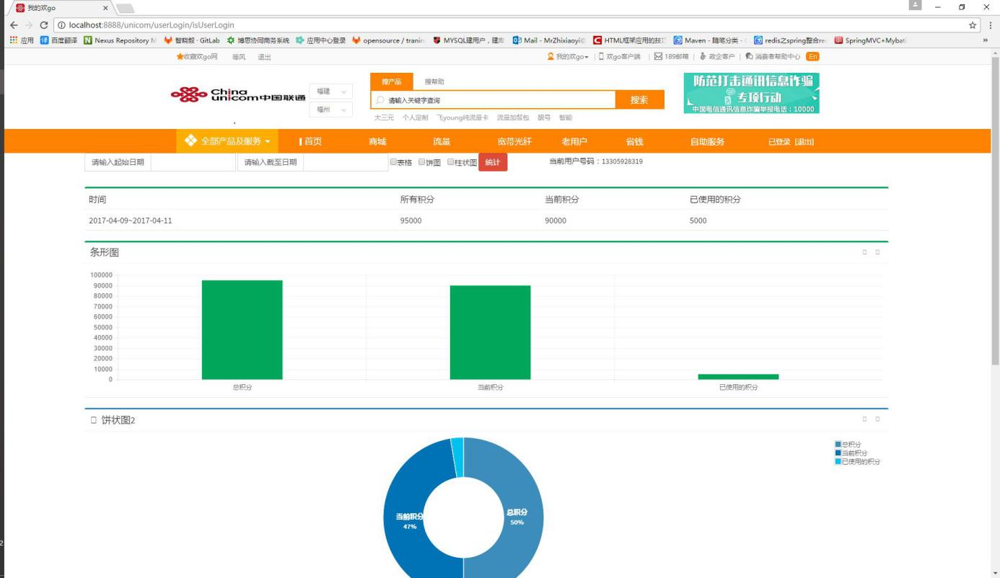 我的欢go
localhost:8888/unicom/userLogin/isUserLogin
应用 百度翻译 Nexus Repository M 智晓毅 · GitLab 博思协同商务系统 应用中心登录 opensource / tranin MYSQL建用户，建库 Mail - MrZhixiaoyi@ HTML框架应用的技巧 Maven - 随笔分类 - redis之spring整合red SpringMVC+Mybati »
收藏欢go网 等风 退出 我的欢go 欢go客户端 189邮箱 政企客户 消费者帮助中心 En
China unicom中国联通
福建
福州
搜产品 搜帮助
请输入关键字查询 搜索
大三元 个人定制 飞young纯流量卡 流量加餐包 靓号 智能
防范打击通讯信息诈骗
专项行动
中国电信通讯信息诈骗举报电话：10000
全部产品及服务 首页 商城 流量 宽带光纤 老用户 省钱 自助服务 已登录 [退出]
请输入起始日期 请输入截至日期 表格 饼图 柱状图 统计 当前用户号码：13305928319
时间 所有积分 当前积分 已使用的积分
2017-04-09~2017-04-11 95000 90000 5000
条形图
100000
90000
80000
70000
60000
50000
40000
30000
20000
10000
0
总积分 当前积分 已使用的积分
饼状图2
总积分
当前积分
已使用的积分
当前积分
47%
总积分
50%
2